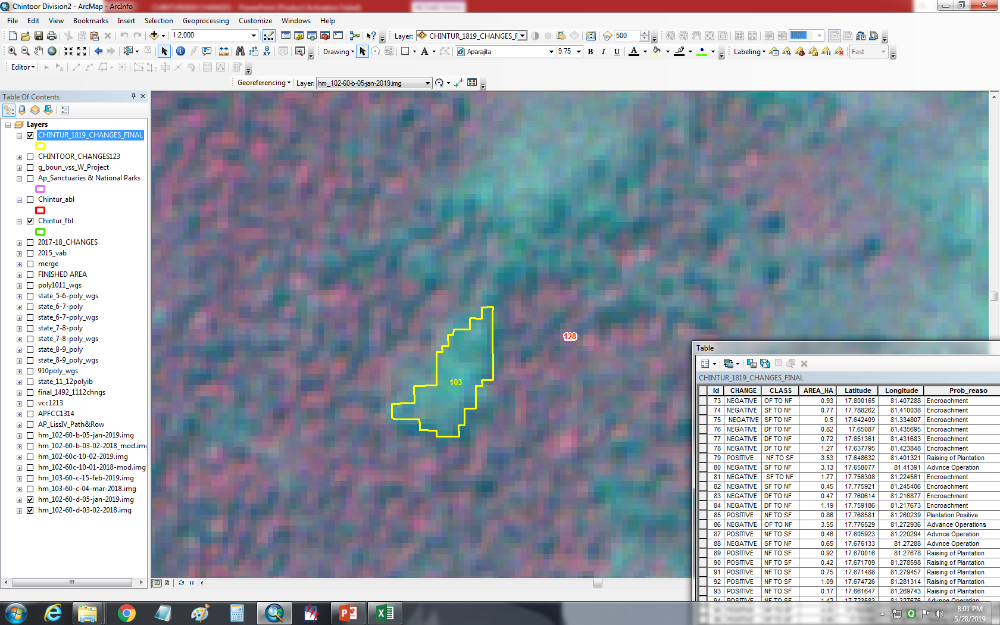 Chintoor Division2 - ArcMap - ArcInfo
File Edit View Bookmarks Insert Selection Geoprocessing Customize Windows Help
1:2,000 Layer: CHINTUR_1819_CHANGES_F 500 100%
Drawing A Aparajita 9.75 B I U A Labeling Fast
Editor
Georeferencing Layer: hm_102-60-b-05-jan-2019.img
Table Of Contents
Layers
CHINTUR_1819_CHANGES_FINAL
CHINTOOR_CHANGES123
g_boun_vss_W_Project
Ap_Sanctuaries & National Parks
Chintur_abl
Chintur_fbl
2017-18_CHANGES
2015_vab
merge
FINISHED AREA
poly1011_wgs
state_5-6-poly_wgs
state_6-7-poly
state_6-7-poly_wgs
state_7-8-poly
state_7-8-poly_wgs
state_8-9_poly
state_8-9_poly_wgs
910poly_wgs
state_11_12polyib
final_1492_1112chngs
vcc1213
APFCC1314
AP_LissIV_Path&Row
hm_102-60-b-05-jan-2019.img
hm_102-60-b-03-02-2018_mod.im
hm_102-60c-10-02-2019.img
hm_102-60c-10-01-2018-mod.img
hm_103-60-c-15-feb-2019.img
hm_103-60-c-04-mar-2018.img
hm_102-60-d-05-jan-2019.img
hm_102-60-d-03-02-2018.img
128
103
Table
CHINTUR_1819_CHANGES_FINAL
Id CHANGE CLASS AREA_HA Latitude Longitude Prob_reaso
73 NEGATIVE OF TO NF 0.93 17.800165 81.407288 Encroachment
74 NEGATIVE SF TO NF 0.77 17.788262 81.410038 Encroachment
75 NEGATIVE SF TO NF 0.5 17.642409 81.334807 Encroachment
76 NEGATIVE DF TO NF 0.82 17.65087 81.435695 Encroachment
77 NEGATIVE DF TO NF 0.72 17.651361 81.431683 Encroachment
78 NEGATIVE DF TO NF 1.27 17.637795 81.423848 Encroachment
79 POSITIVE NF TO SF 3.53 17.648632 81.401321 Raising of Plantation
80 NEGATIVE SF TO NF 3.13 17.658077 81.41391 Advnce Operation
81 NEGATIVE SF TO NF 1.77 17.756308 81.224561 Encroachment
82 NEGATIVE SF TO NF 0.45 17.775921 81.245406 Encroachment
83 NEGATIVE DF TO NF 0.47 17.760614 81.216877 Encroachment
84 NEGATIVE DF TO NF 1.19 17.759186 81.217673 Encroachment
85 POSITIVE NF TO SF 0.86 17.768581 81.260239 Plantation Positive
86 NEGATIVE OF TO NF 3.55 17.776529 81.272936 Advance Operations
87 POSITIVE NF TO SF 0.46 17.605923 81.220294 Advnce Operation
88 NEGATIVE SF TO NF 0.65 17.676133 81.27288 Advnce Operation
89 POSITIVE NF TO SF 0.92 17.670016 81.27678 Raising of Plantation
90 POSITIVE NF TO SF 0.42 17.671709 81.278598 Raising of Plantation
91 POSITIVE NF TO SF 0.75 17.671488 81.279457 Raising of Plantation
92 POSITIVE NF TO SF 1.09 17.674726 81.281314 Raising of Plantation
93 POSITIVE NF TO SF 0.17 17.661647 81.269743 Raising of Plantation
94 POSITIVE NF TO SF 1.42 17.723583 81.327676 Raising of Plantation
8:01 PM
5/28/2019